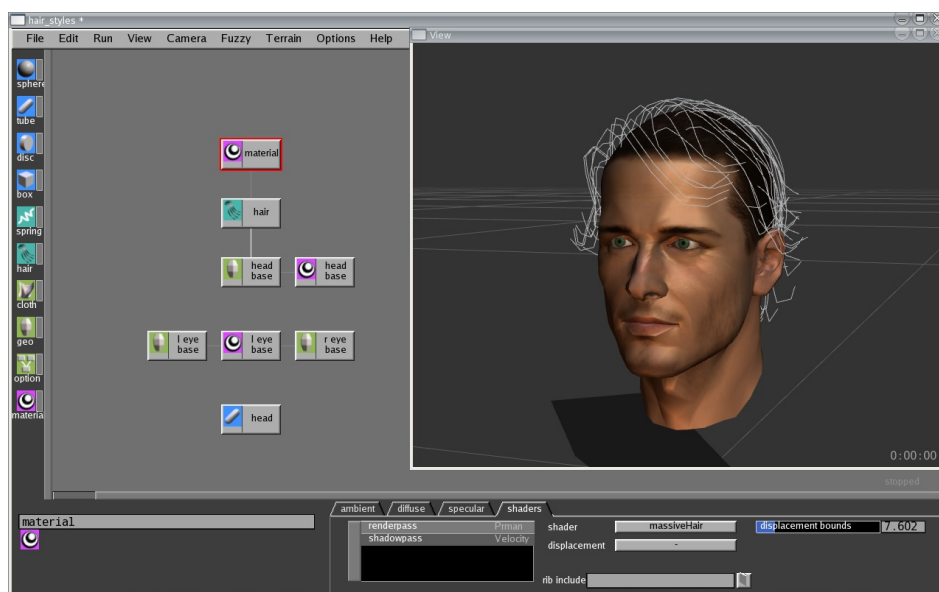 hair_styles *
File Edit Run View Camera Fuzzy Terrain Options Help
View
sphere
tube
disc
box
spring
hair
cloth
geo
option
materia
material
hair
head base
head base
l eye base
l eye base
r eye base
head
0:00:00
stopped
ambient diffuse specular shaders
material
renderpass Prman
shadowpass Velocity
shader massiveHair
displacement -
displacement bounds 7.602
rib include